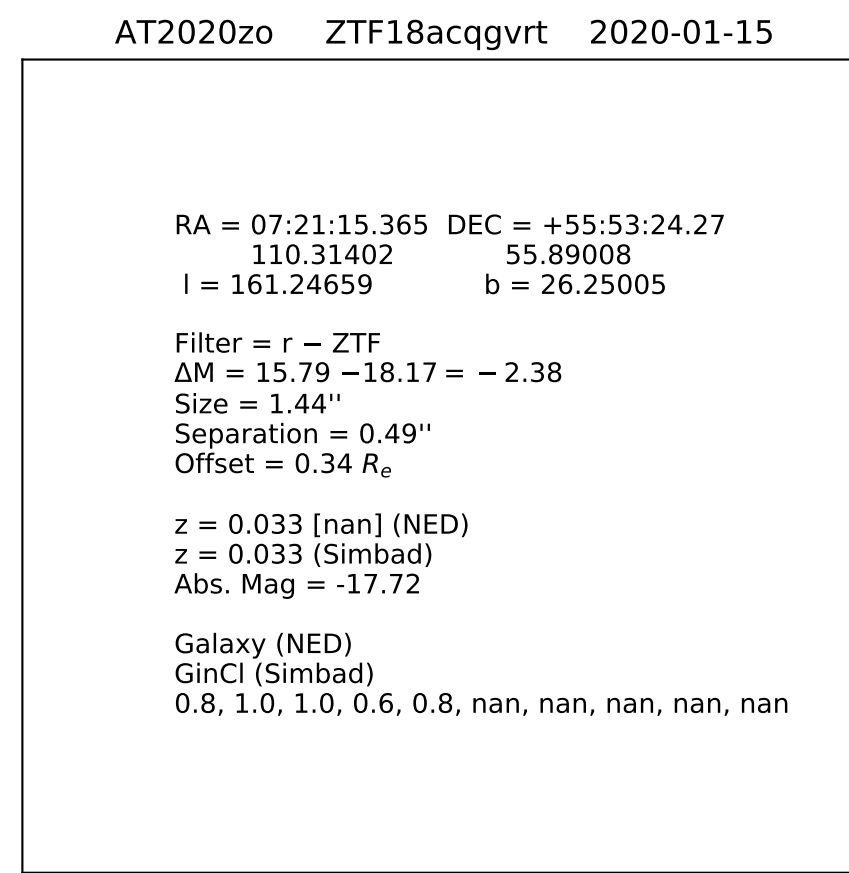 AT2020zo ZTF18acqgvrt 2020-01-15
RA = 07:21:15.365 DEC = +55:53:24.27
110.31402 55.89008
l = 161.24659 b = 26.25005
Filter = r − ZTF
ΔM = 15.79 −18.17 = − 2.38
Size = 1.44''
Separation = 0.49''
Offset = 0.34 Re
z = 0.033 [nan] (NED)
z = 0.033 (Simbad)
Abs. Mag = -17.72
Galaxy (NED)
GinCl (Simbad)
0.8, 1.0, 1.0, 0.6, 0.8, nan, nan, nan, nan, nan